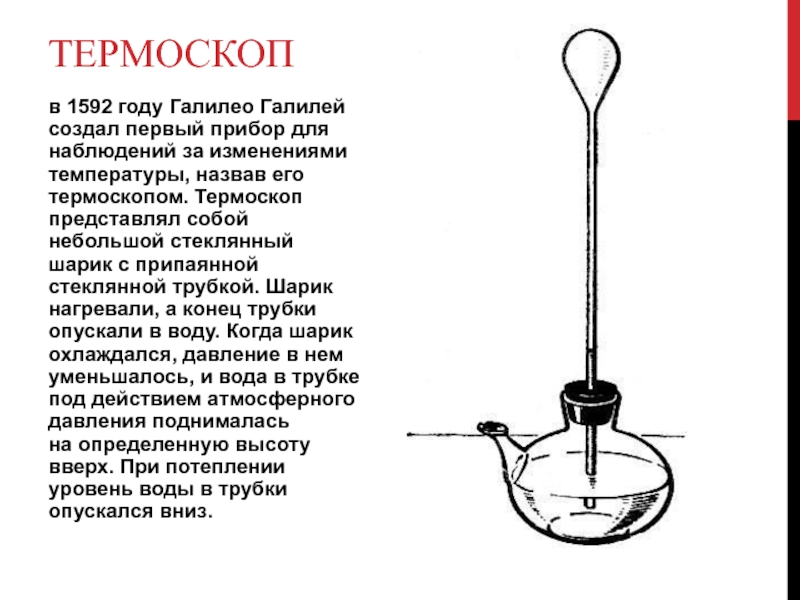 ТЕРМОСКОП
в 1592 году Галилео Галилей
создал первый прибор для
наблюдений за изменениями
температуры, назвав его
термоскопом. Термоскоп
представлял собой
небольшой стеклянный
шарик с припаянной
стеклянной трубкой. Шарик
нагревали, а конец трубки
опускали в воду. Когда шарик
охлаждался, давление в нем
уменьшалось, и вода в трубке
под действием атмосферного
давления поднималась
на определенную высоту
вверх. При потеплении
уровень воды в трубки
опускался вниз.